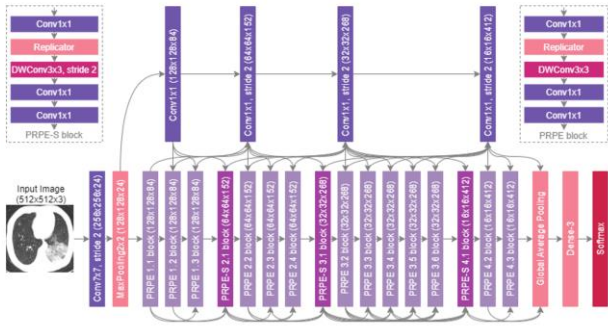 Conv1x1
Replicator
DWConv3x3, stride 2
Conv1x1
Conv1x1
PRPE-S block
Conv1x1 (128x128x84)
Conv1x1, stride 2 (64x64x152)
Conv1x1, stride 2 (32x32x268)
Conv1x1, stride 2 (16x16x412)
Conv1x1
Replicator
DWConv3x3
Conv1x1
Conv1x1
PRPE block
Input Image
(512x512x3)
Conv7x7, stride 2 (256x256x24)
MaxPooling2x2 (128x128x24)
PRPE 1.1 block (128x128x84)
PRPE 1.2 block (128x128x84)
PRPE 1.3 block (128x128x84)
PRPE-S 2.1 block (64x64x152)
PRPE 2.2 block (64x64x152)
PRPE 2.3 block (64x64x152)
PRPE 2.4 block (64x64x152)
PRPE-S 3.1 block (32x32x268)
PRPE 3.2 block (32x32x268)
PRPE 3.3 block (32x32x268)
PRPE 3.4 block (32x32x268)
PRPE 3.5 block (32x32x268)
PRPE 3.6 block (32x32x268)
PRPE-S 4.1 block (16x16x412)
PRPE 4.2 block (16x16x412)
PRPE 4.3 block (16x16x412)
Global Average Pooling
Dense-3
Softmax